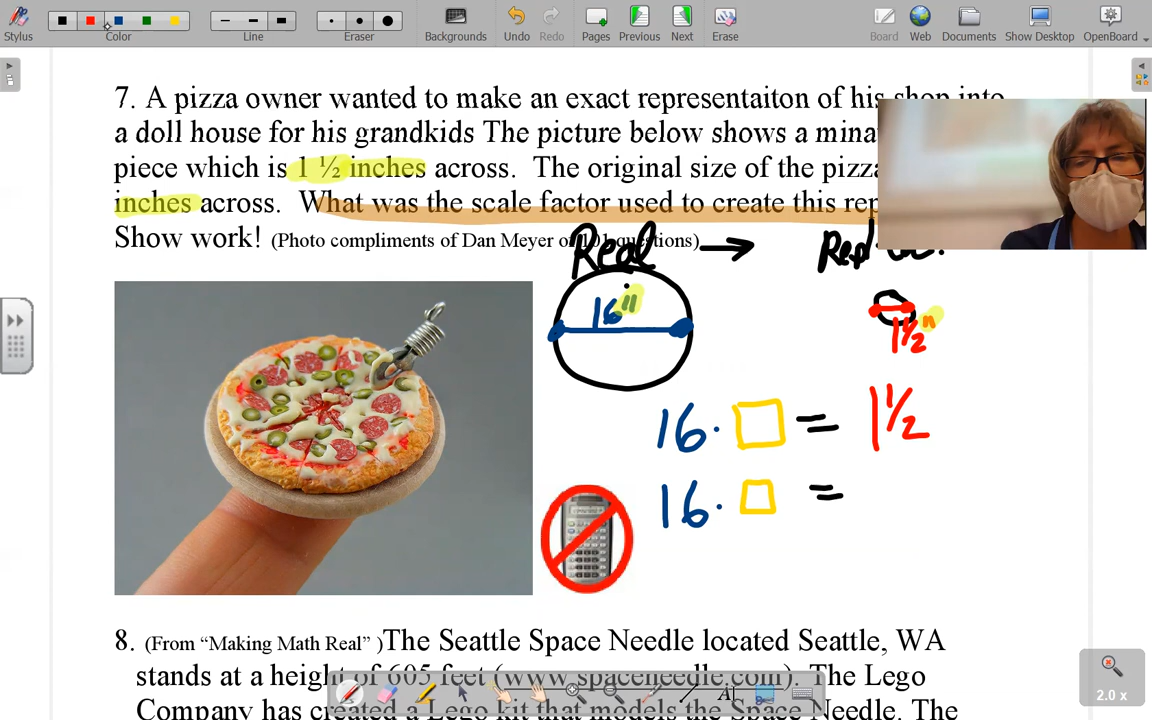 Stylus Color Line Eraser Backgrounds Undo Redo Pages Previous Next Erase Board Web Documents Show Desktop OpenBoard
7. A pizza owner wanted to make an exact representaiton of his shop into
a doll house for his grandkids The picture below shows a mina
piece which is 1 ½ inches across. The original size of the pizza
inches across. What was the scale factor used to create this rep
Show work! (Photo compliments of Dan Meyer of 101 questions)
Real →
16"
1½"
16 · □ = 1½
16 · □ =
8. (From “Making Math Real” )The Seattle Space Needle located Seattle, WA
stands at a height of 605 feet (www.spaceneedle.com). The Lego
Company has created a Lego kit that models the Space Needle. The
2.0 x